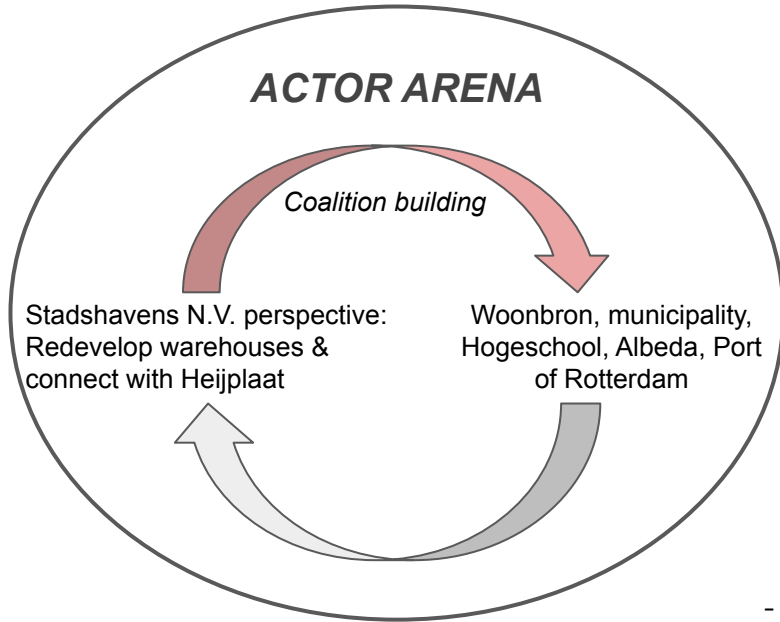 ACTOR ARENA
Coalition building
Stadshavens N.V. perspective:
Redevelop warehouses &
connect with Heijplaat
Woonbron, municipality,
Hogeschool, Albeda, Port
of Rotterdam
-